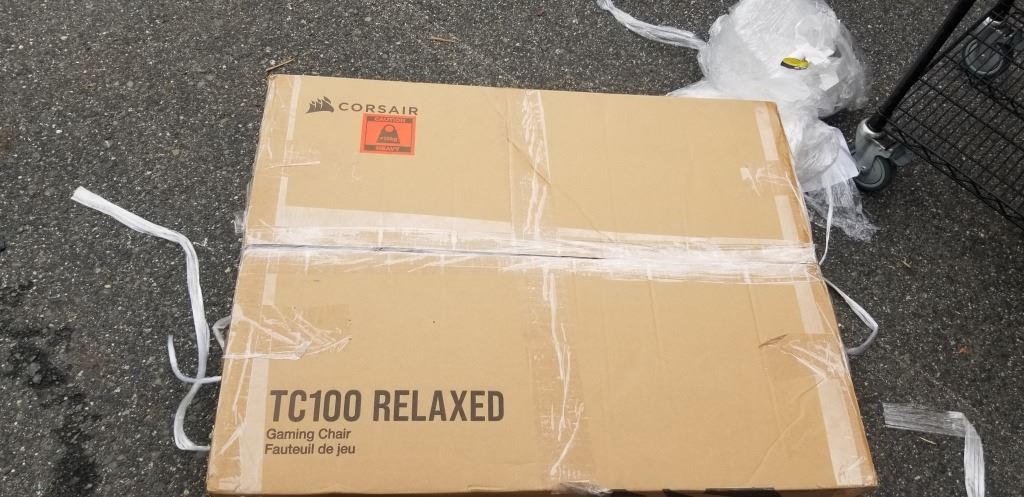 CORSAIR
CAUTION
HEAVY
TC100 RELAXED
Gaming Chair
Fauteuil de jeu